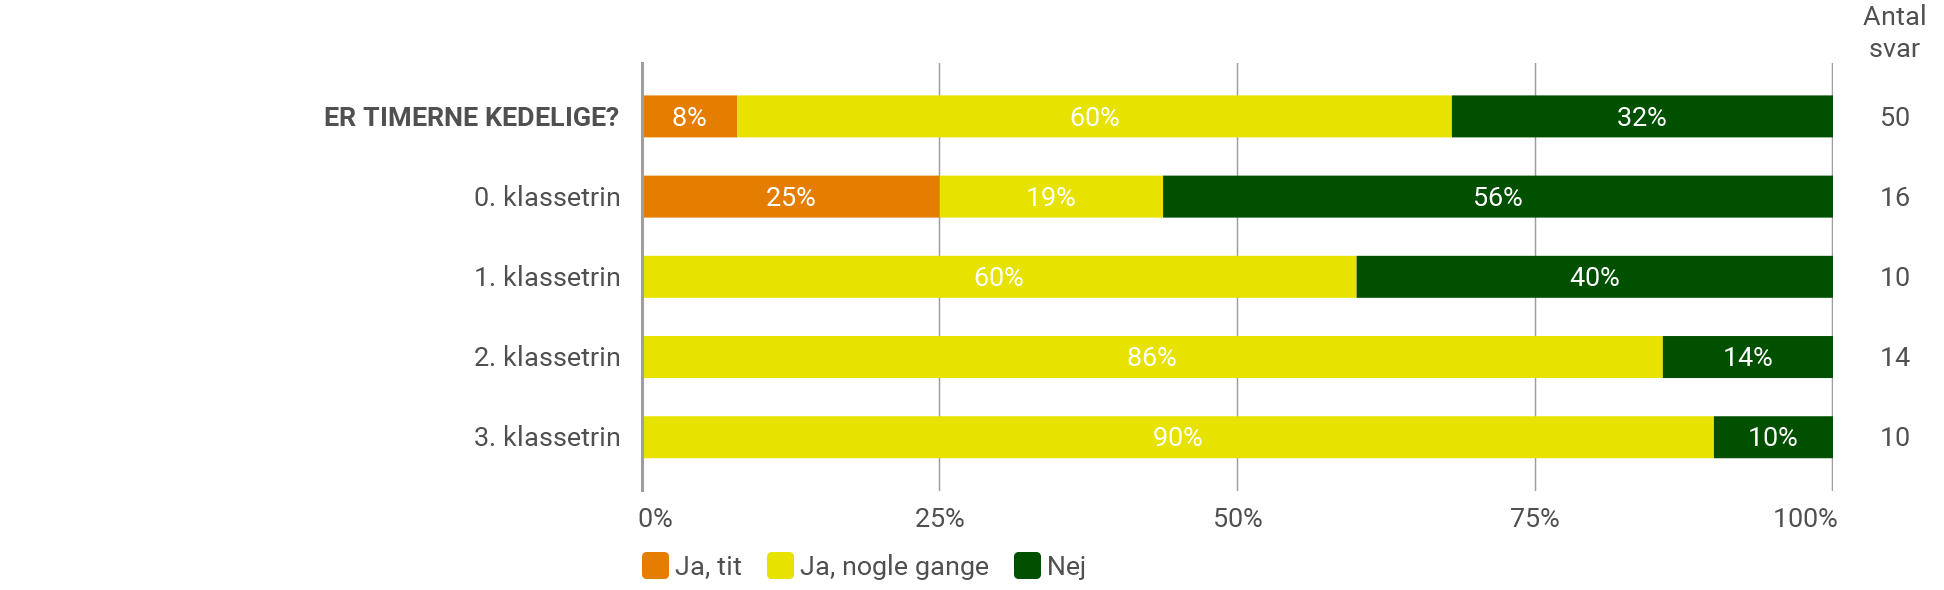 Antal
svar
ER TIMERNE KEDELIGE? 8% 60% 32% 50
0. klassetrin 25% 19% 56% 16
1. klassetrin 60% 40% 10
2. klassetrin 86% 14% 14
3. klassetrin 90% 10% 10
0% 25% 50% 75% 100%
Ja, tit Ja, nogle gange Nej